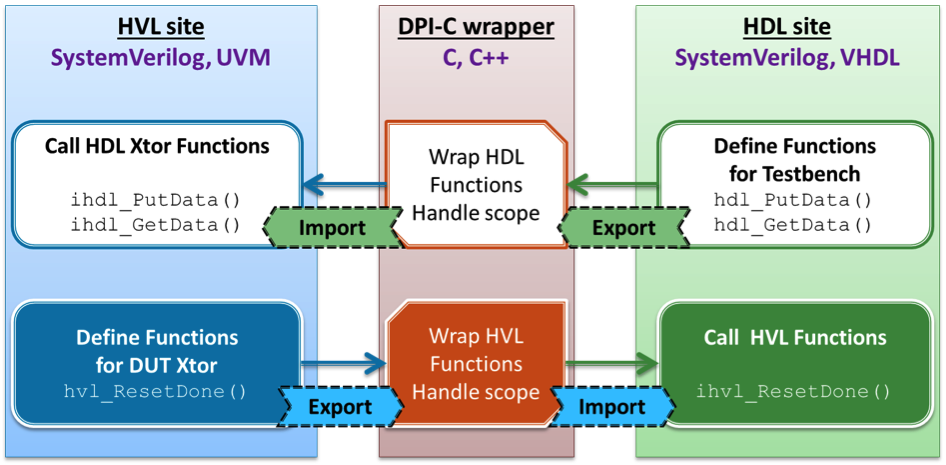 HVL site
SystemVerilog, UVM
DPI-C wrapper
C, C++
HDL site
SystemVerilog, VHDL
Call HDL Xtor Functions
ihdl_PutData()
ihdl_GetData()
Import
Wrap HDL
Functions
Handle scope
Export
Define Functions
for Testbench
hdl_PutData()
hdl_GetData()
Define Functions
for DUT Xtor
hvl_ResetDone()
Export
Wrap HVL
Functions
Handle scope
Import
Call HVL Functions
ihvl_ResetDone()